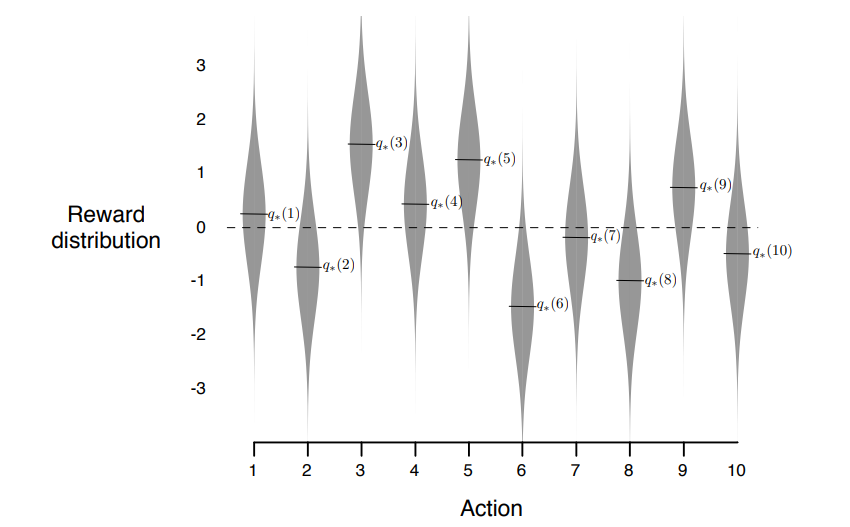 3
2
1
0
-1
-2
-3
Reward
distribution
q∗(1)
q∗(2)
q∗(3)
q∗(4)
q∗(5)
q∗(6)
q∗(7)
q∗(8)
q∗(9)
q∗(10)
1 2 3 4 5 6 7 8 9 10
Action